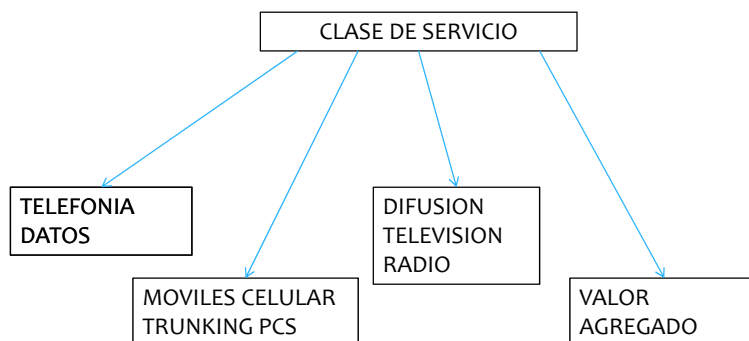 CLASE DE SERVICIO
TELEFONIA
DATOS
DIFUSION
TELEVISION
RADIO
MOVILES CELULAR
TRUNKING PCS
VALOR
AGREGADO